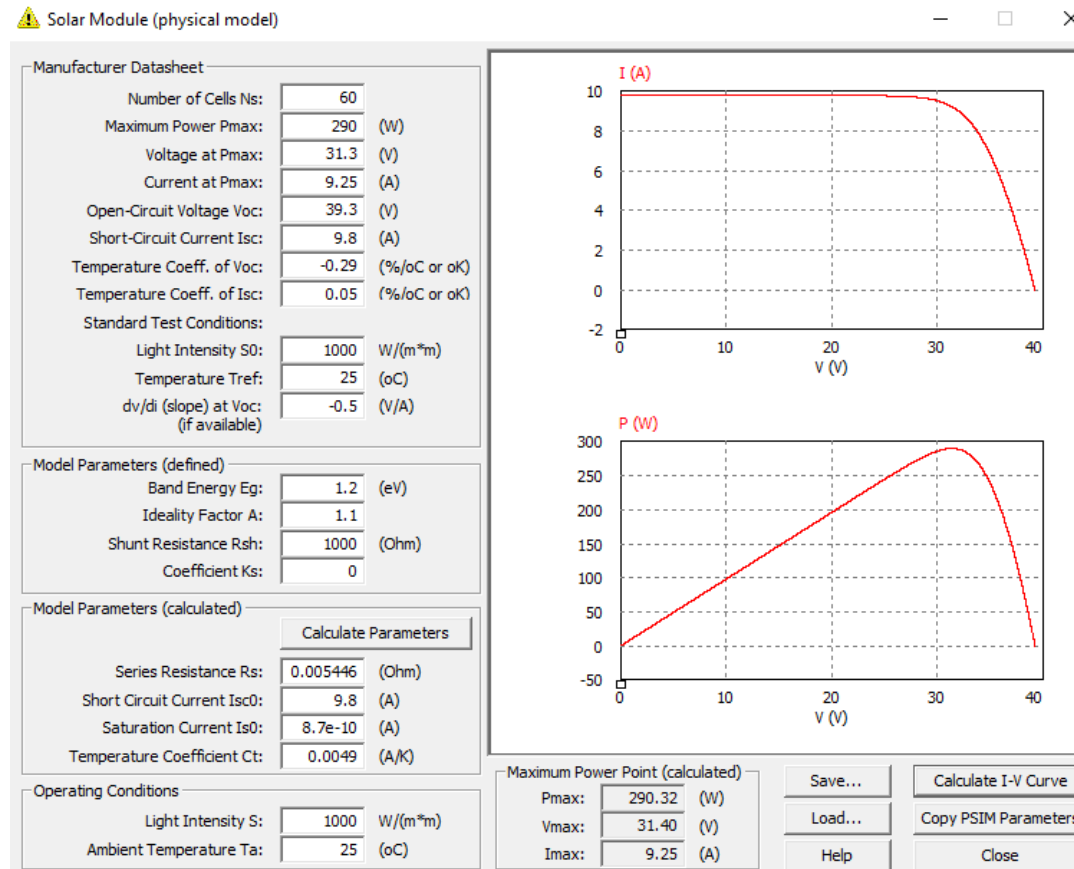 Solar Module (physical model)
Manufacturer Datasheet
Number of Cells Ns: 60
Maximum Power Pmax: 290 (W)
Voltage at Pmax: 31.3 (V)
Current at Pmax: 9.25 (A)
Open-Circuit Voltage Voc: 39.3 (V)
Short-Circuit Current Isc: 9.8 (A)
Temperature Coeff. of Voc: -0.29 (%/oC or oK)
Temperature Coeff. of Isc: 0.05 (%/oC or oK)
Standard Test Conditions:
Light Intensity S0: 1000 W/(m*m)
Temperature Tref: 25 (oC)
dv/di (slope) at Voc: -0.5 (V/A)
(if available)
Model Parameters (defined)
Band Energy Eg: 1.2 (eV)
Ideality Factor A: 1.1
Shunt Resistance Rsh: 1000 (Ohm)
Coefficient Ks: 0
Model Parameters (calculated)
Calculate Parameters
Series Resistance Rs: 0.005446 (Ohm)
Short Circuit Current Isc0: 9.8 (A)
Saturation Current Is0: 8.7e-10 (A)
Temperature Coefficient Ct: 0.0049 (A/K)
Operating Conditions
Light Intensity S: 1000 W/(m*m)
Ambient Temperature Ta: 25 (oC)
I (A)
10
8
6
4
2
0
-2
0 10 20 30 40
V (V)
P (W)
300
250
200
150
100
50
0
-50
0 10 20 30 40
V (V)
Maximum Power Point (calculated)
Pmax: 290.32 (W)
Vmax: 31.40 (V)
Imax: 9.25 (A)
Save...
Calculate I-V Curve
Load...
Copy PSIM Parameters
Help
Close